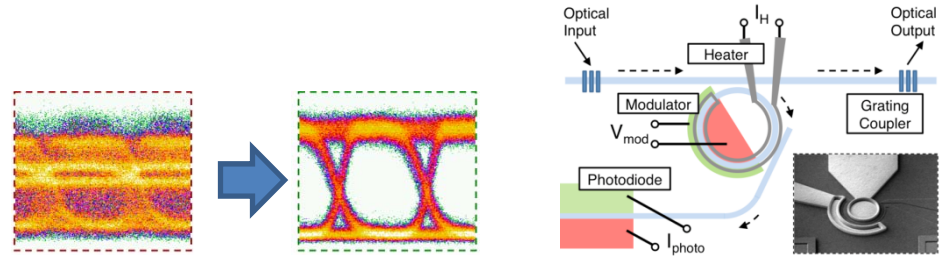 Optical
Input
I_H
Optical
Output
Heater
Modulator
Grating
Coupler
V_mod
Photodiode
I_photo